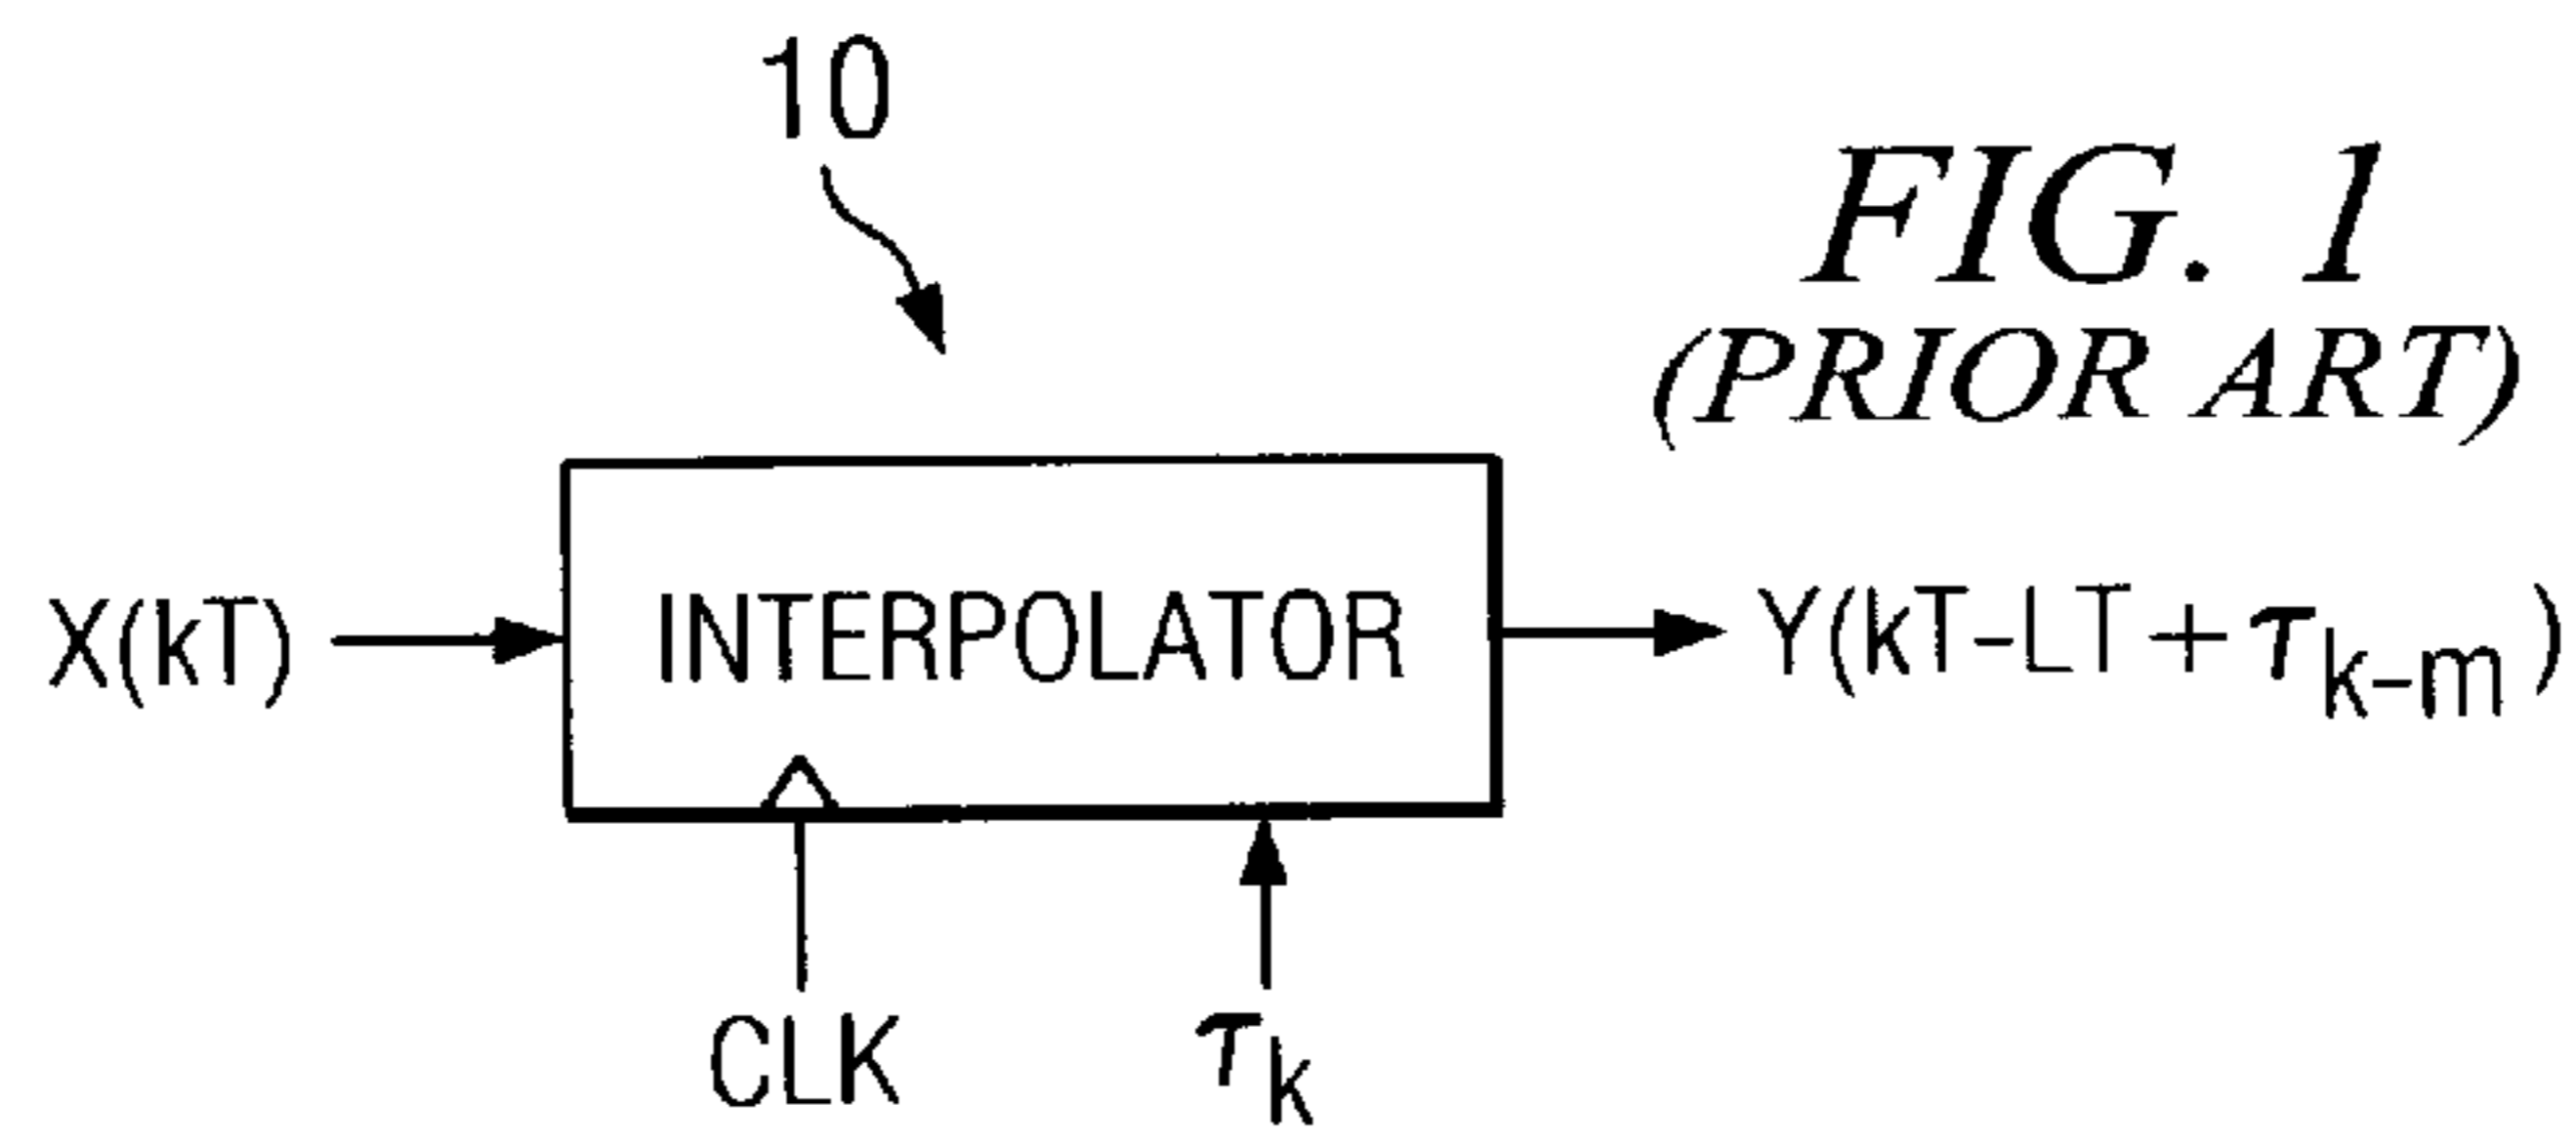 10
FIG. 1
(PRIOR ART)
X(kT)
INTERPOLATOR
Y(kT-LT+τk-m)
CLK
τk